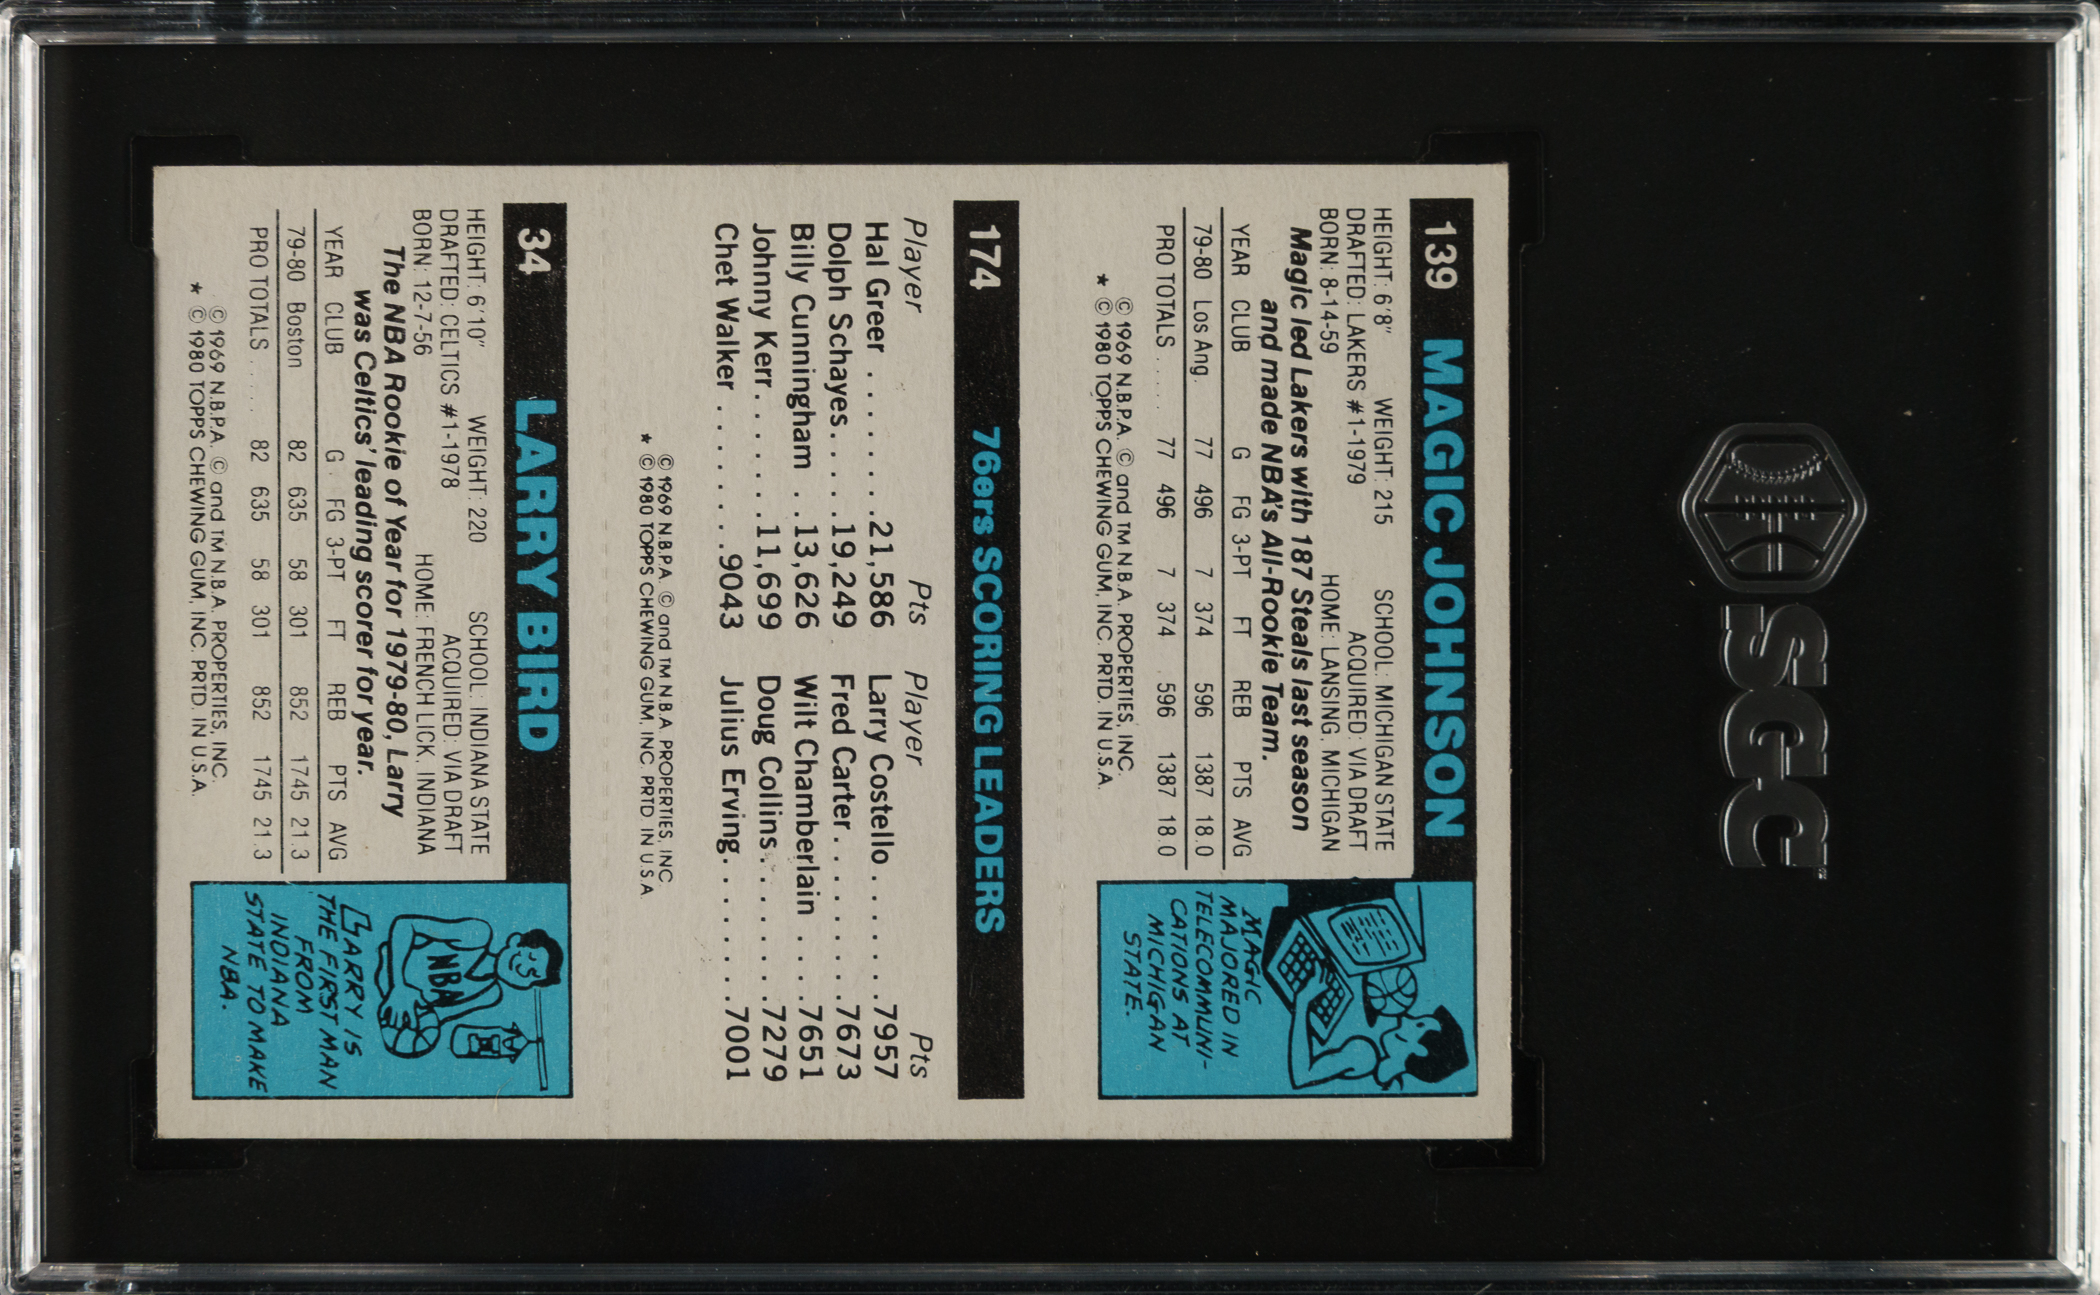 SGC
™
139 MAGIC JOHNSON
HEIGHT: 6'8" WEIGHT: 215 SCHOOL: MICHIGAN STATE
DRAFTED: LAKERS #1-1979 ACQUIRED: VIA DRAFT
BORN: 8-14-59 HOME: LANSING, MICHIGAN
Magic led Lakers with 187 Steals last season
and made NBA's All-Rookie Team.
YEAR CLUB G FG 3-PT FT REB PTS AVG
79-80 Los Ang. 77 496 7 374 596 1387 18.0
PRO TOTALS . . . . 77 496 7 374 596 1387 18.0
© 1969 N.B.P.A. © and TM N.B.A. PROPERTIES, INC.
* © 1980 TOPPS CHEWING GUM, INC. PRTD. IN U.S.A.
MAGIC
MAJORED IN
TELECOMMUNI-
CATIONS AT
MICHIGAN
STATE.
174 76ers SCORING LEADERS
Player Pts Player Pts
Hal Greer . . . . . . . .21,586 Larry Costello . . . . . . .7957
Dolph Schayes. . . . .19,249 Fred Carter. . . . . . . . .7673
Billy Cunningham . .13,626 Wilt Chamberlain . . . .7651
Johnny Kerr. . . . . . .11,699 Doug Collins. . . . . . . .7279
Chet Walker . . . . . . . .9043 Julius Erving. . . . . . . .7001
© 1969 N.B.P.A. © and TM N.B.A. PROPERTIES, INC.
* © 1980 TOPPS CHEWING GUM, INC. PRTD. IN U.S.A.
34 LARRY BIRD
HEIGHT: 6'10" WEIGHT: 220 SCHOOL: INDIANA STATE
DRAFTED: CELTICS #1-1978 ACQUIRED: VIA DRAFT
BORN: 12-7-56 HOME: FRENCH LICK, INDIANA
The NBA Rookie of Year for 1979-80, Larry
was Celtics' leading scorer for year.
YEAR CLUB G FG 3-PT FT REB PTS AVG
79-80 Boston 82 635 58 301 852 1745 21.3
PRO TOTALS . . . . 82 635 58 301 852 1745 21.3
© 1969 N.B.P.A. © and TM N.B.A. PROPERTIES, INC.
* © 1980 TOPPS CHEWING GUM, INC. PRTD. IN U.S.A.
NBA
LARRY IS
THE FIRST MAN
FROM
INDIANA
STATE TO MAKE
NBA.